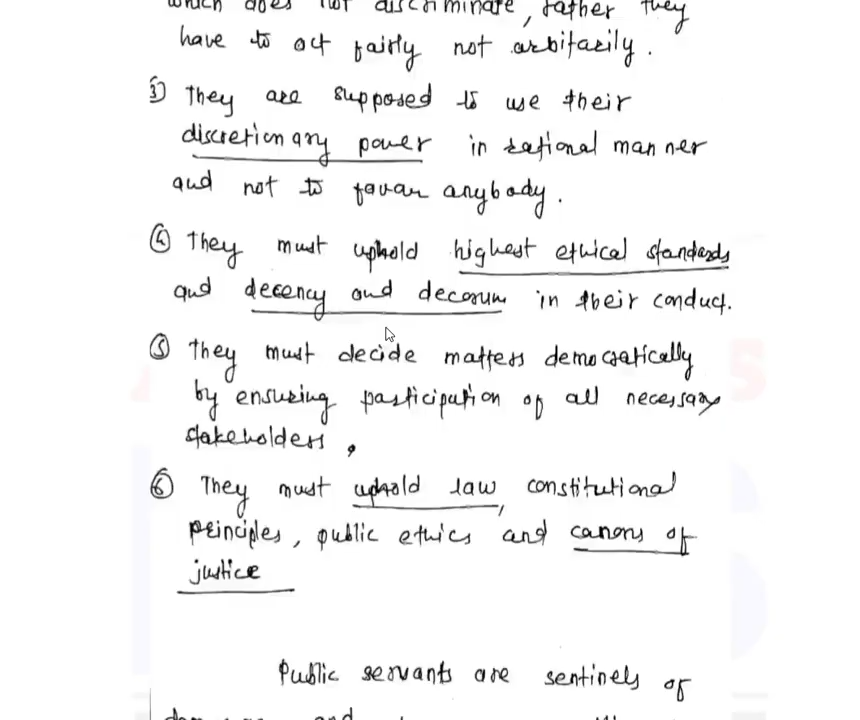 which does not discriminate, rather they
have to act fairly not arbitarily.
③ They are supposed to use their
discretionary power in rational manner
and not to favour anybody.
④ They must uphold highest ethical standards
and decency and decorum in their conduct.
⑤ They must decide matters democratically
by ensuring participation of all necessary
stakeholders,
⑥ They must uphold law, constitutional
principles, public ethics and canons of
justice
Public servants are sentinels of
and